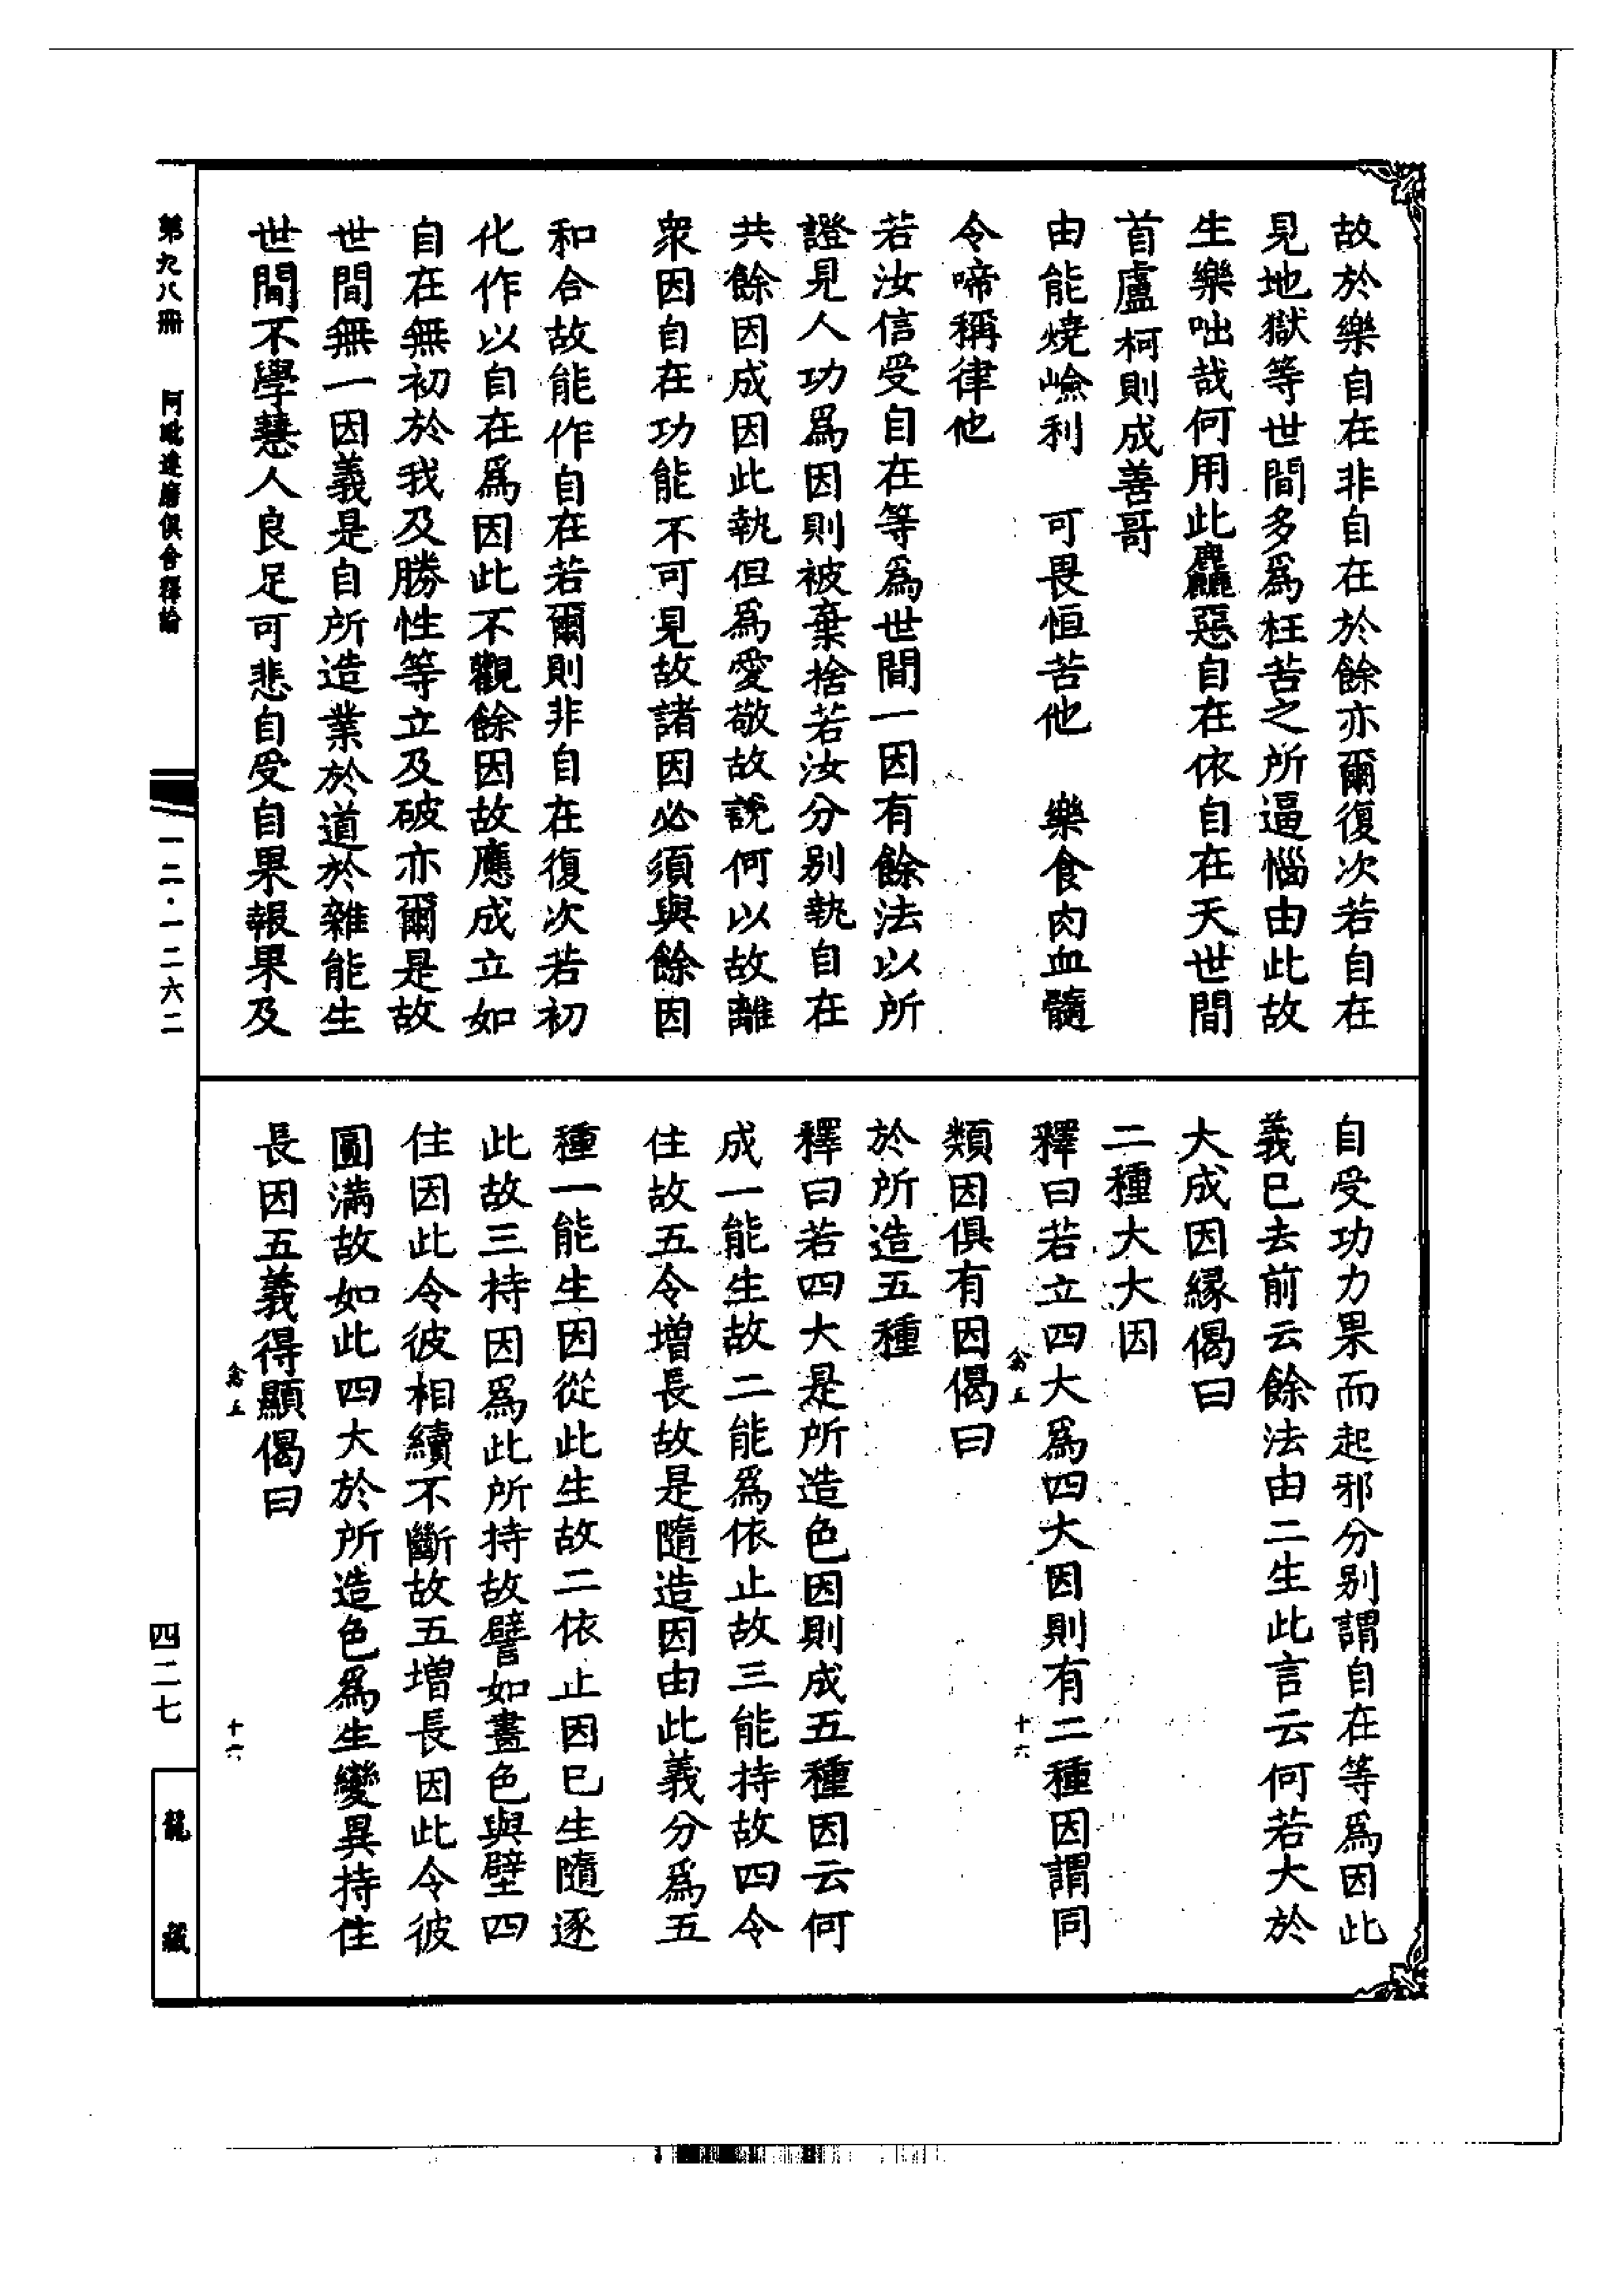 故於樂自在非自在於餘亦爾復次若自在
見地獄等世間多爲枉苦之所逼惱由此故
生樂咄哉何用此麤惡自在依自在天世間
首盧柯則成善哥
由能燒嶮利　可畏恒苦他　樂食肉血髓
令啼稱律他
若汝信受自在等爲世間一因有餘法以所
證見人功爲因則被棄捨若汝分别執自在
共餘因成因此執但爲愛敬故說何以故離
衆因自在功能不可見故諸因必須與餘因
和合故能作自在若爾則非自在復次若初
化作以自在爲因此不觀餘因故應成立如
自在無初於我及勝性等立及破亦爾是故
世間無一因義是自所造業於道於雜能生
世間不學慧人良足可悲自受自果報果及
自受功力果而起邪分别謂自在等爲因此
義巳去前云餘法由二生此言云何若大於
大成因緣偈曰
二種大大因
釋曰若立四大爲四大因則有二種因謂同
類因俱有因偈曰
於所造五種
釋曰若四大是所造色因則成五種因云何
成一能生故二能爲依止故三能持故四令
住故五令增長故是隨造因由此義分爲五
種一能生因從此生故二依止因巳生隨逐
此故三持因爲此所持故譬如畫色與壁四
住因此令彼相續不斷故五增長因此令彼
圓滿故如此四大於所造色爲生變異持住
長因五義得顯偈曰
第九八冊　阿毗達磨俱舍釋論
一二·一二六二
四二七
龍藏